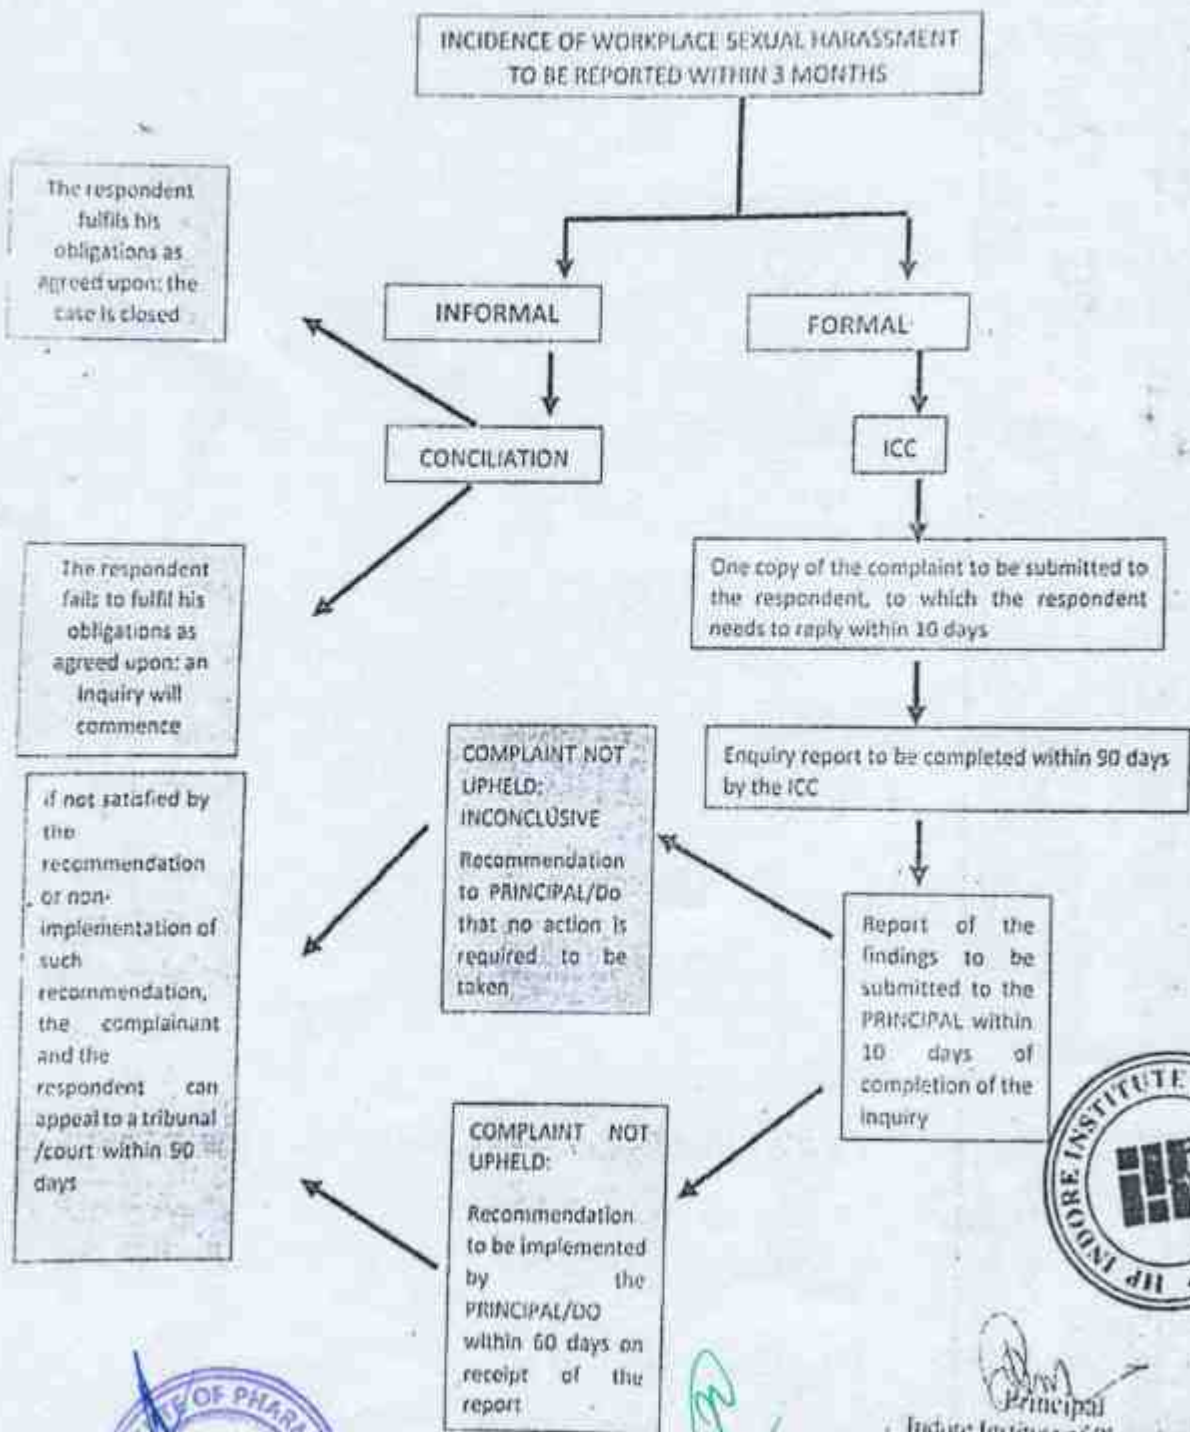 INCIDENCE OF WORKPLACE SEXUAL HARASSMENT
TO BE REPORTED WITHIN 3 MONTHS
The respondent
fulfils his
obligations as
agreed upon: the
case is closed
INFORMAL
FORMAL
CONCILIATION
ICC
The respondent
fails to fulfil his
obligations as
agreed upon: an
Inquiry will
commence
One copy of the complaint to be submitted to
the respondent, to which the respondent
needs to reply within 10 days
Enquiry report to be completed within 90 days
by the ICC
COMPLAINT NOT
UPHELD:
INCONCLUSIVE
Recommendation
to PRINCIPAL/Do
that no action is
required to be
taken
Report of the
findings to be
submitted to the
PRINCIPAL within
10 days of
completion of the
inquiry
if not satisfied by
the
recommendation
or non-
implementation of
such
recommendation,
the complainant
and the
respondent can
appeal to a tribunal
/court within 90
days
COMPLAINT NOT
UPHELD:
Recommendation
to be implemented
by the
PRINCIPAL/DO
within 60 days on
receipt of the
report
INDORE INSTITUTE
OF PHARMA
Principal
Indore Institute of